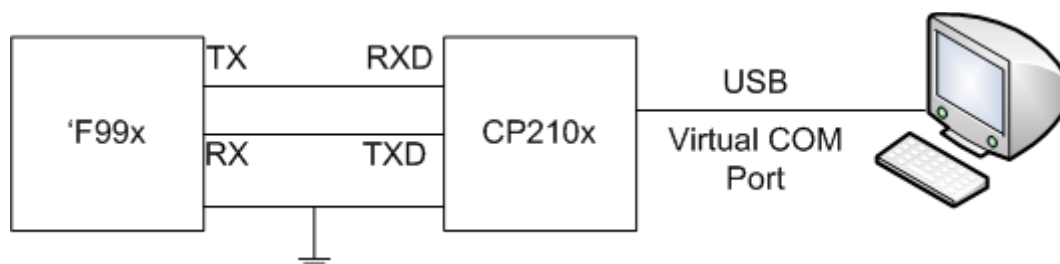 TX RXD
‘F99x
CP210x
RX TXD
USB
Virtual COM
Port